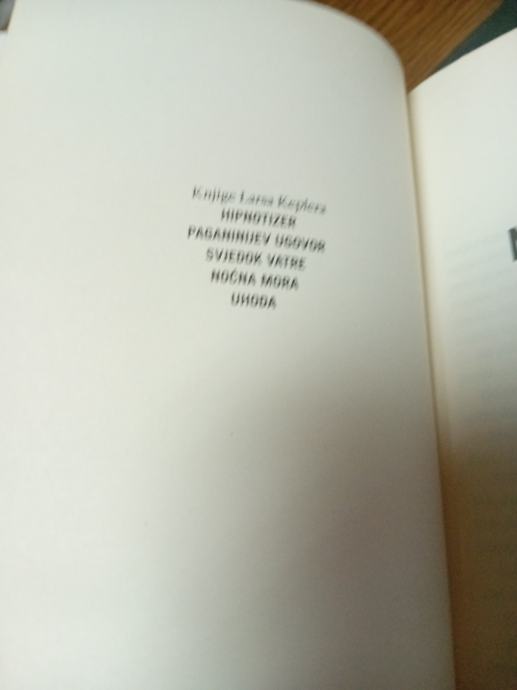 Knjige Larsa Keplera
HIPNOTIZER
PAGANINIJEV UGOVOR
SVJEDOK VATRE
NOĆNA MORA
UHODA